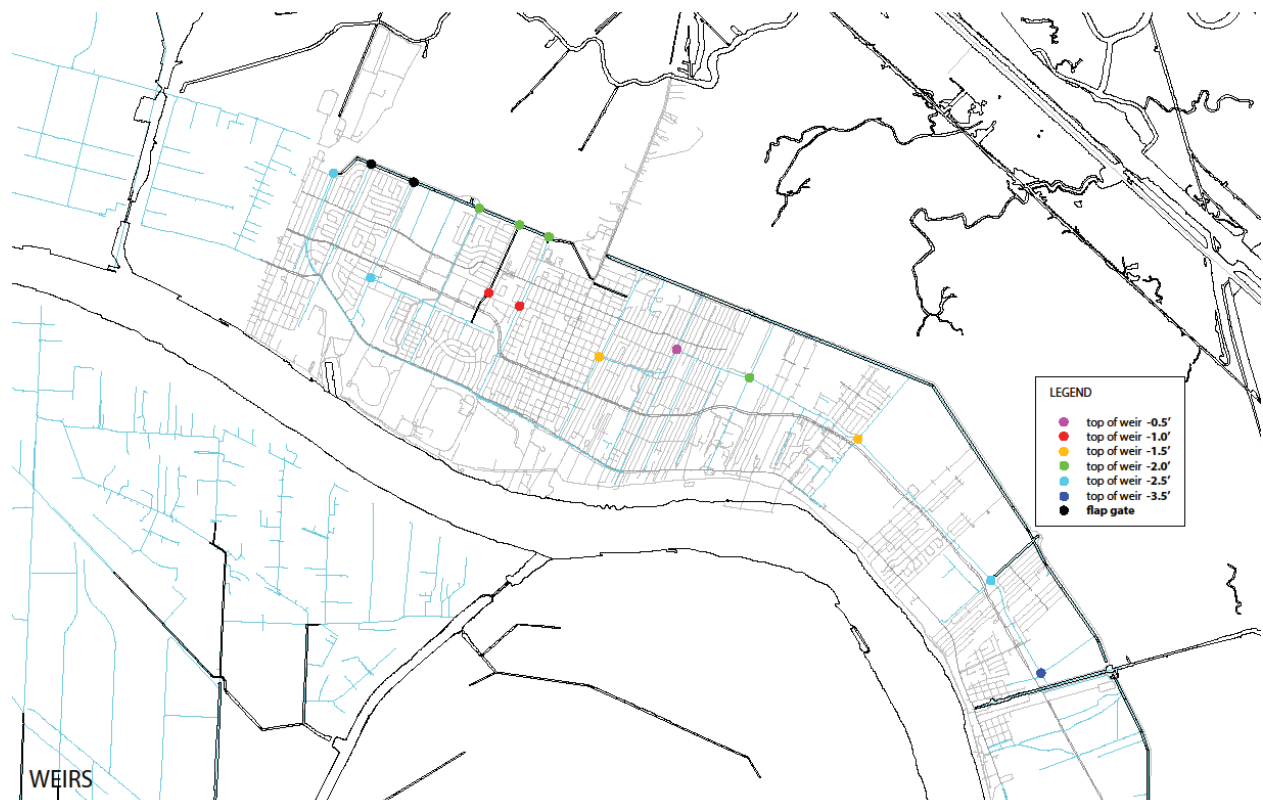 LEGEND
top of weir -0.5'
top of weir -1.0'
top of weir -1.5'
top of weir -2.0'
top of weir -2.5'
top of weir -3.5'
flap gate
WEIRS